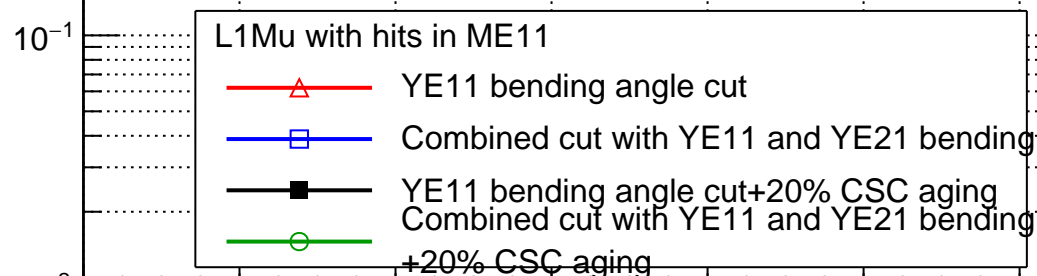 10−1
L1Mu with hits in ME11
YE11 bending angle cut
Combined cut with YE11 and YE21 bending
YE11 bending angle cut+20% CSC aging
Combined cut with YE11 and YE21 bending
+20% CSC aging